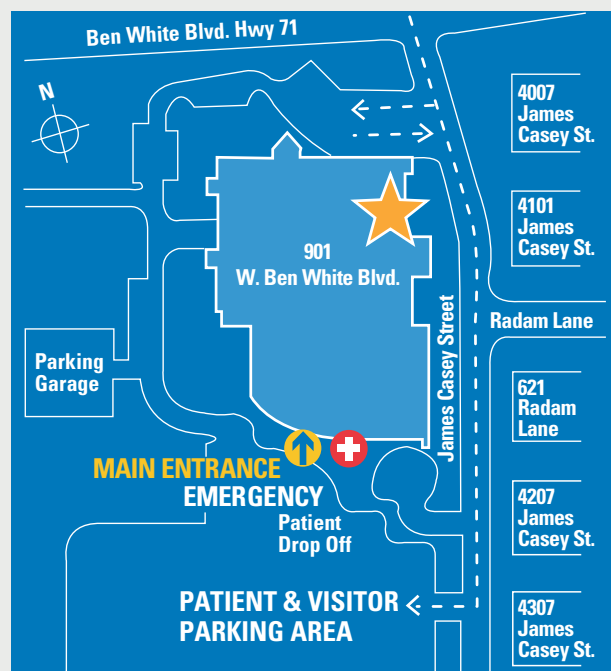 Ben White Blvd. Hwy 71
N
4007
James
Casey St.
4101
James
Casey St.
901
W. Ben White Blvd.
James Casey Street
Radam Lane
Parking
Garage
621
Radam
Lane
MAIN ENTRANCE
EMERGENCY
Patient
Drop Off
4207
James
Casey St.
PATIENT & VISITOR
PARKING AREA
4307
James
Casey St.